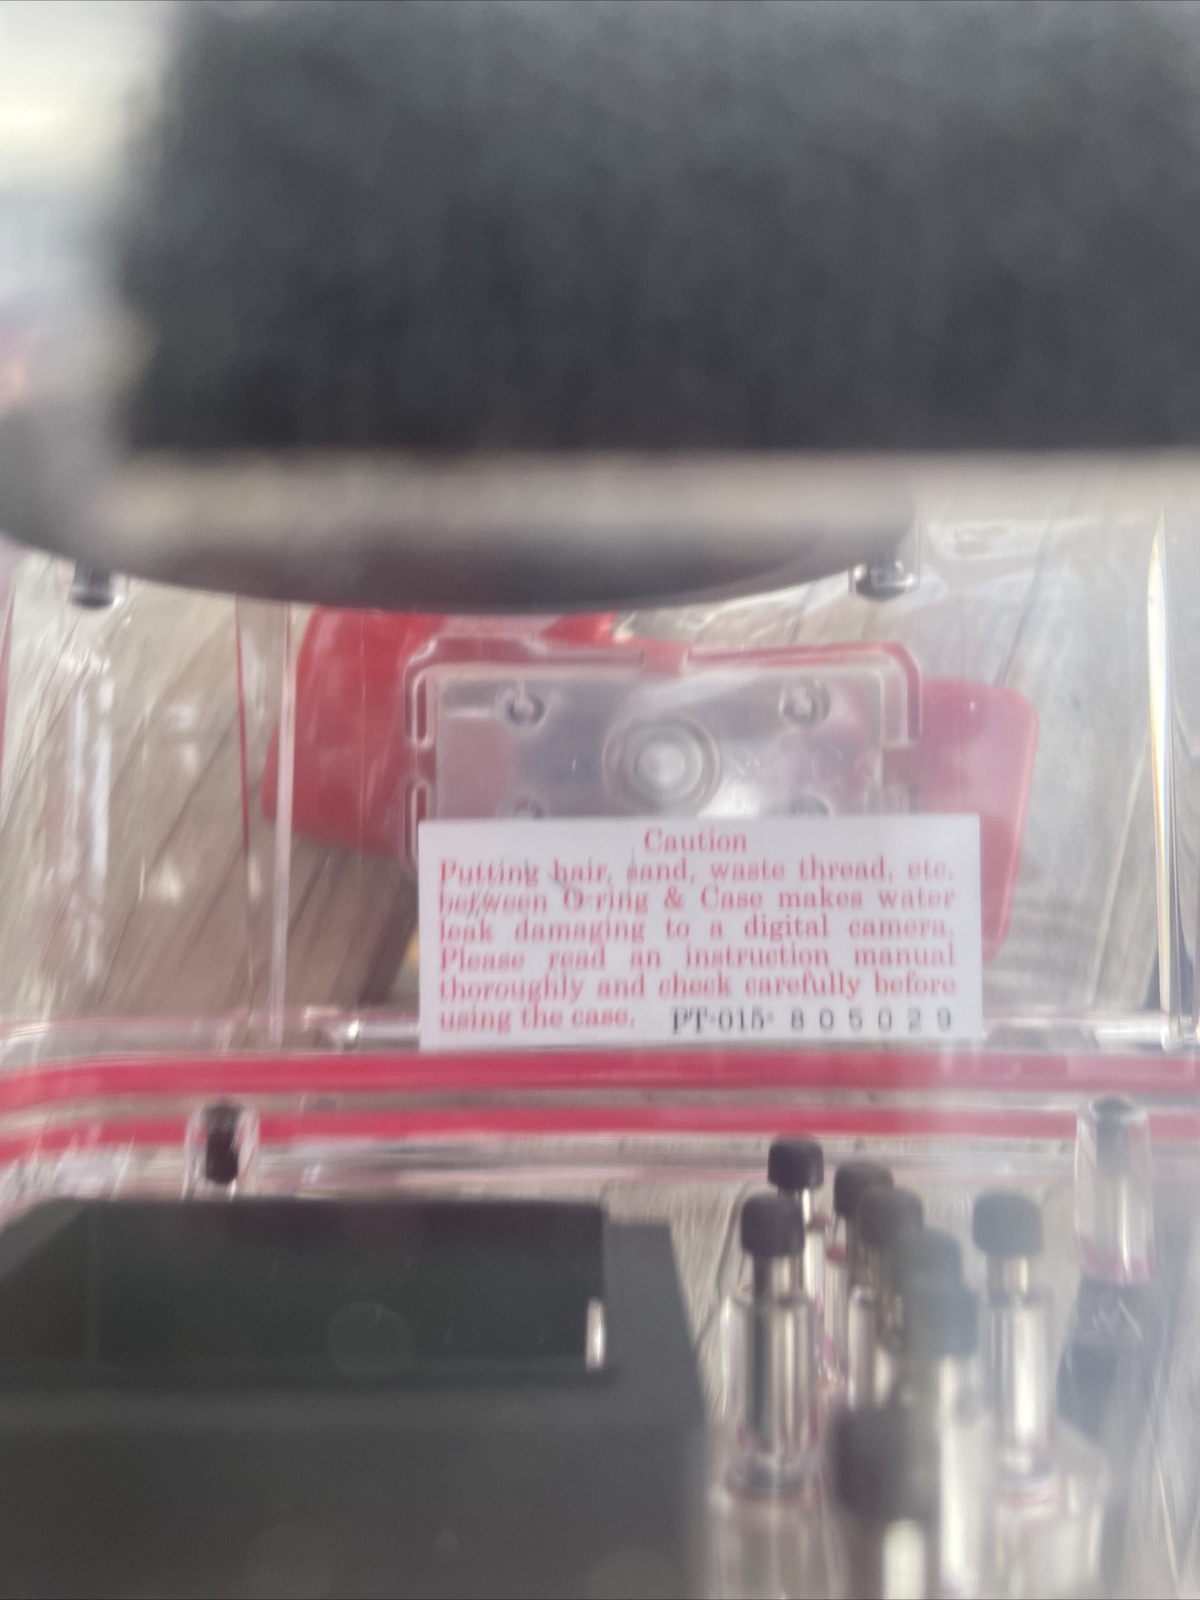 Caution
Putting hair, sand, waste thread, etc.
between O-ring & Case makes water
leak damaging to a digital camera.
Please read an instruction manual
thoroughly and check carefully before
using the case. PT-015- 805029